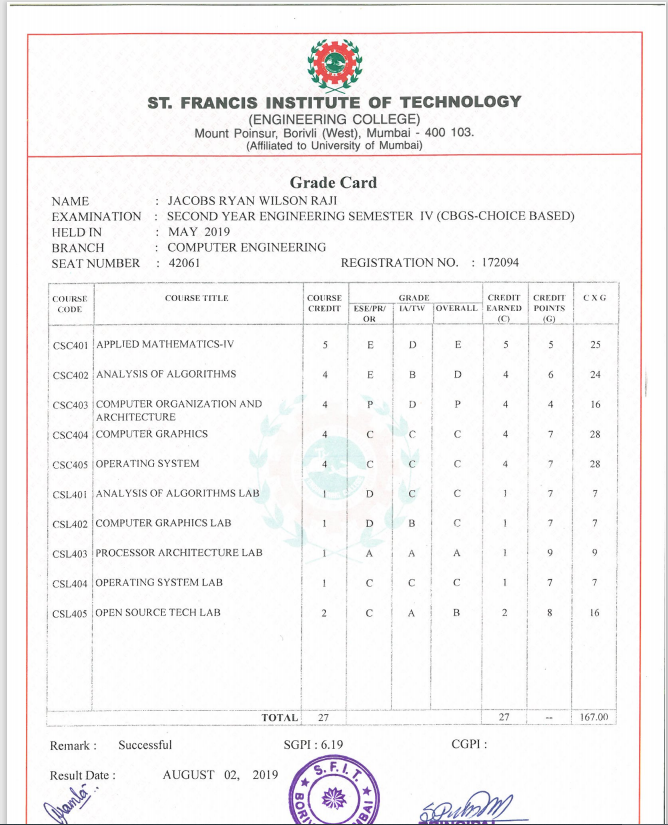 ST. FRANCIS INSTITUTE OF TECHNOLOGY
(ENGINEERING COLLEGE)
Mount Poinsur, Borivli (West), Mumbai - 400 103.
(Affiliated to University of Mumbai)
Grade Card
NAME : JACOBS RYAN WILSON RAJI
EXAMINATION : SECOND YEAR ENGINEERING SEMESTER IV (CBGS-CHOICE BASED)
HELD IN : MAY 2019
BRANCH : COMPUTER ENGINEERING
SEAT NUMBER : 42061 REGISTRATION NO. : 172094
COURSE CODE COURSE TITLE COURSE CREDIT GRADE ESE/PR/OR IA/TW OVERALL CREDIT EARNED (C) CREDIT POINTS (G) C X G
CSC401 APPLIED MATHEMATICS-IV 5 E D E 5 5 25
CSC402 ANALYSIS OF ALGORITHMS 4 E B D 4 6 24
CSC403 COMPUTER ORGANIZATION AND 4 P D P 4 4 16
ARCHITECTURE
CSC404 COMPUTER GRAPHICS 4 C C C 4 7 28
CSC405 OPERATING SYSTEM 4 C C C 4 7 28
CSL401 ANALYSIS OF ALGORITHMS LAB 1 D C C 1 7 7
CSL402 COMPUTER GRAPHICS LAB 1 D B C 1 7 7
CSL403 PROCESSOR ARCHITECTURE LAB 1 A A A 1 9 9
CSL404 OPERATING SYSTEM LAB 1 C C C 1 7 7
CSL405 OPEN SOURCE TECH LAB 2 C A B 2 8 16
TOTAL 27 27 -- 167.00
Remark : Successful SGPI : 6.19 CGPI :
Result Date : AUGUST 02, 2019
S.F.I.T.